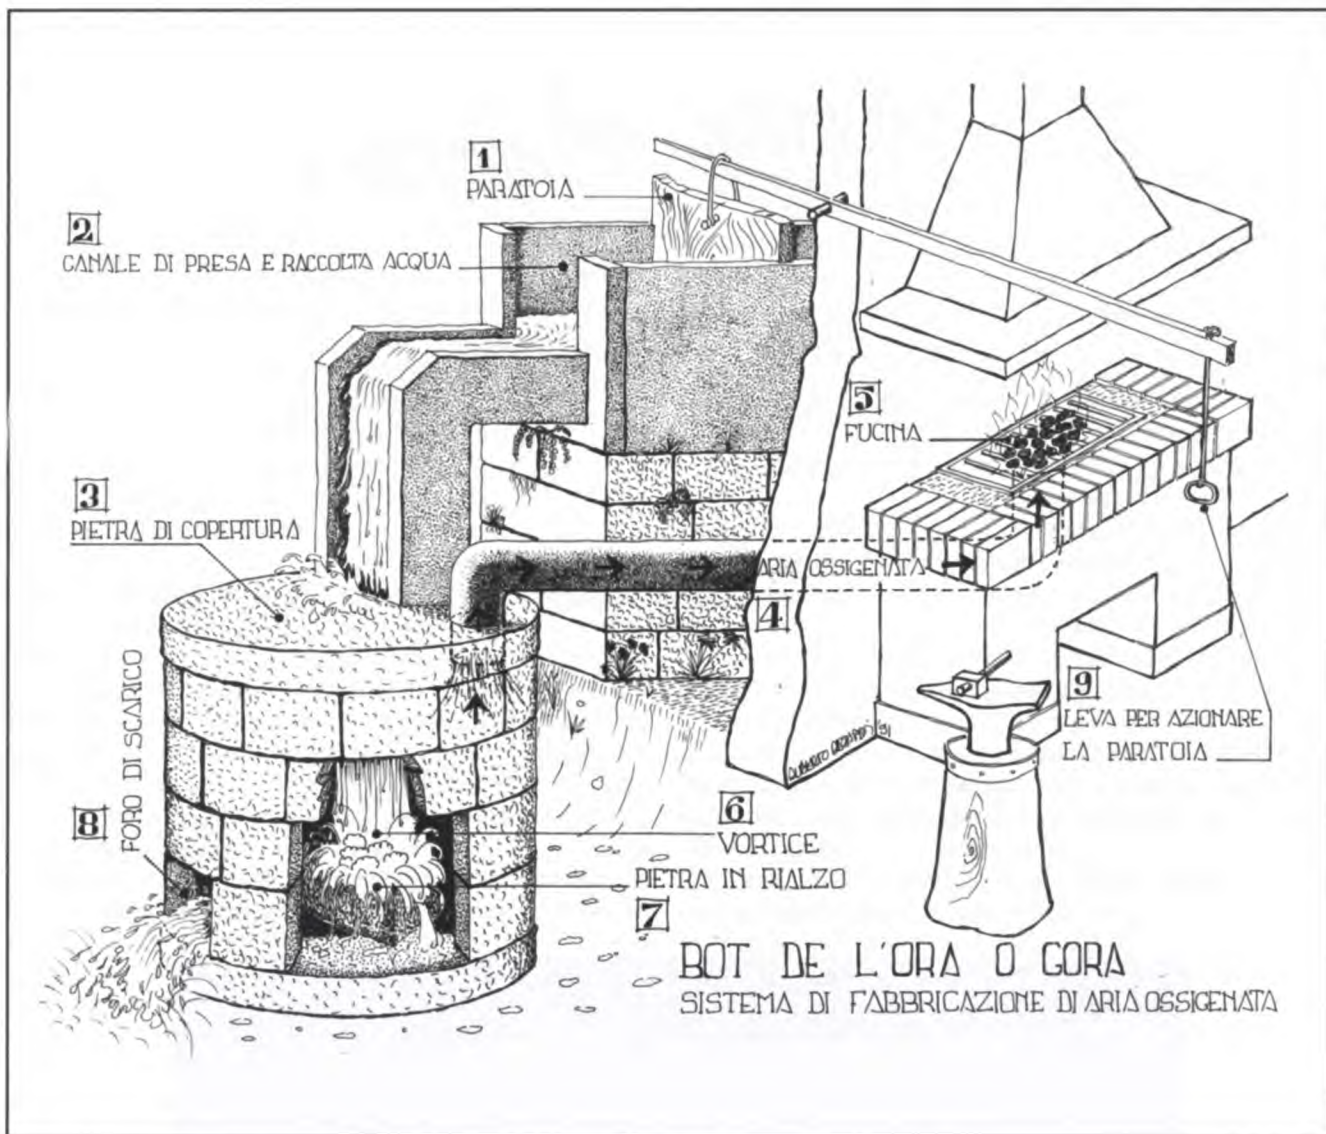 1
PARATOIA
2
CANALE DI PRESA E RACCOLTA ACQUA
3
PIETRA DI COPERTURA
ARIA OSSIGENATA
4
5
FUCINA
6
VORTICE
PIETRA IN RIALZO
7
8
FORO DI SCARICO
9
LEVA PER AZIONARE
LA PARATOIA
BOT DE L'ORA O GORA
SISTEMA DI FABBRICAZIONE DI ARIA OSSIGENATA